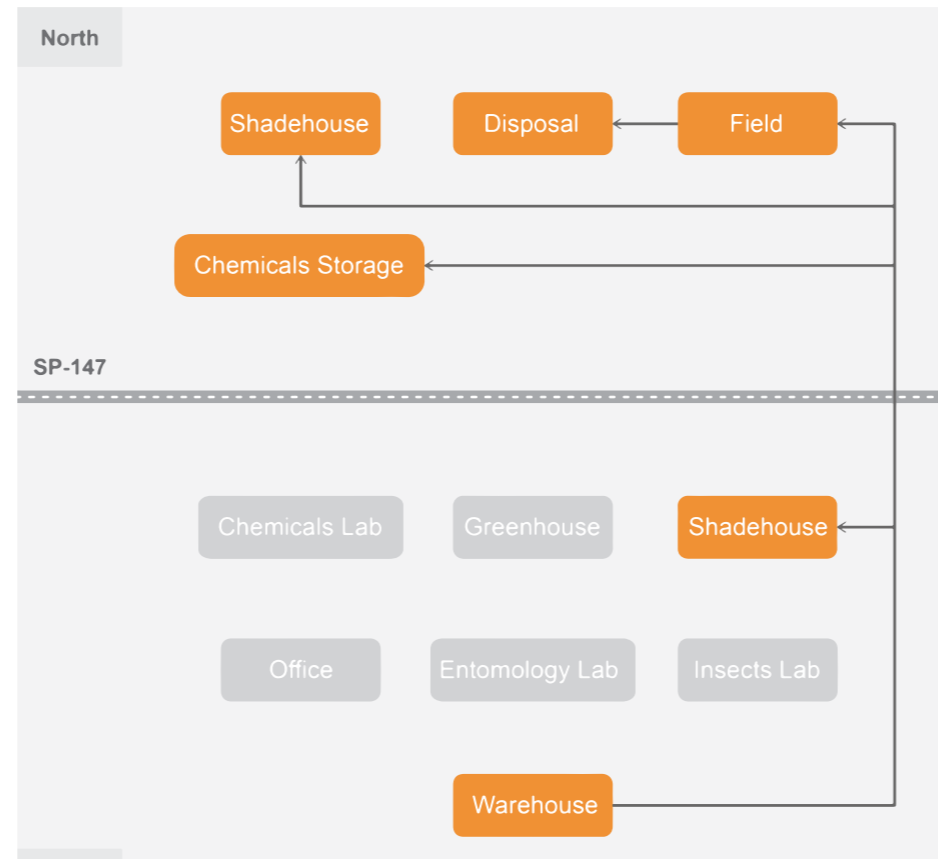 North
Shadehouse
Disposal
Field
Chemicals Storage
SP-147
Chemicals Lab
Greenhouse
Shadehouse
Office
Entomology Lab
Insects Lab
Warehouse